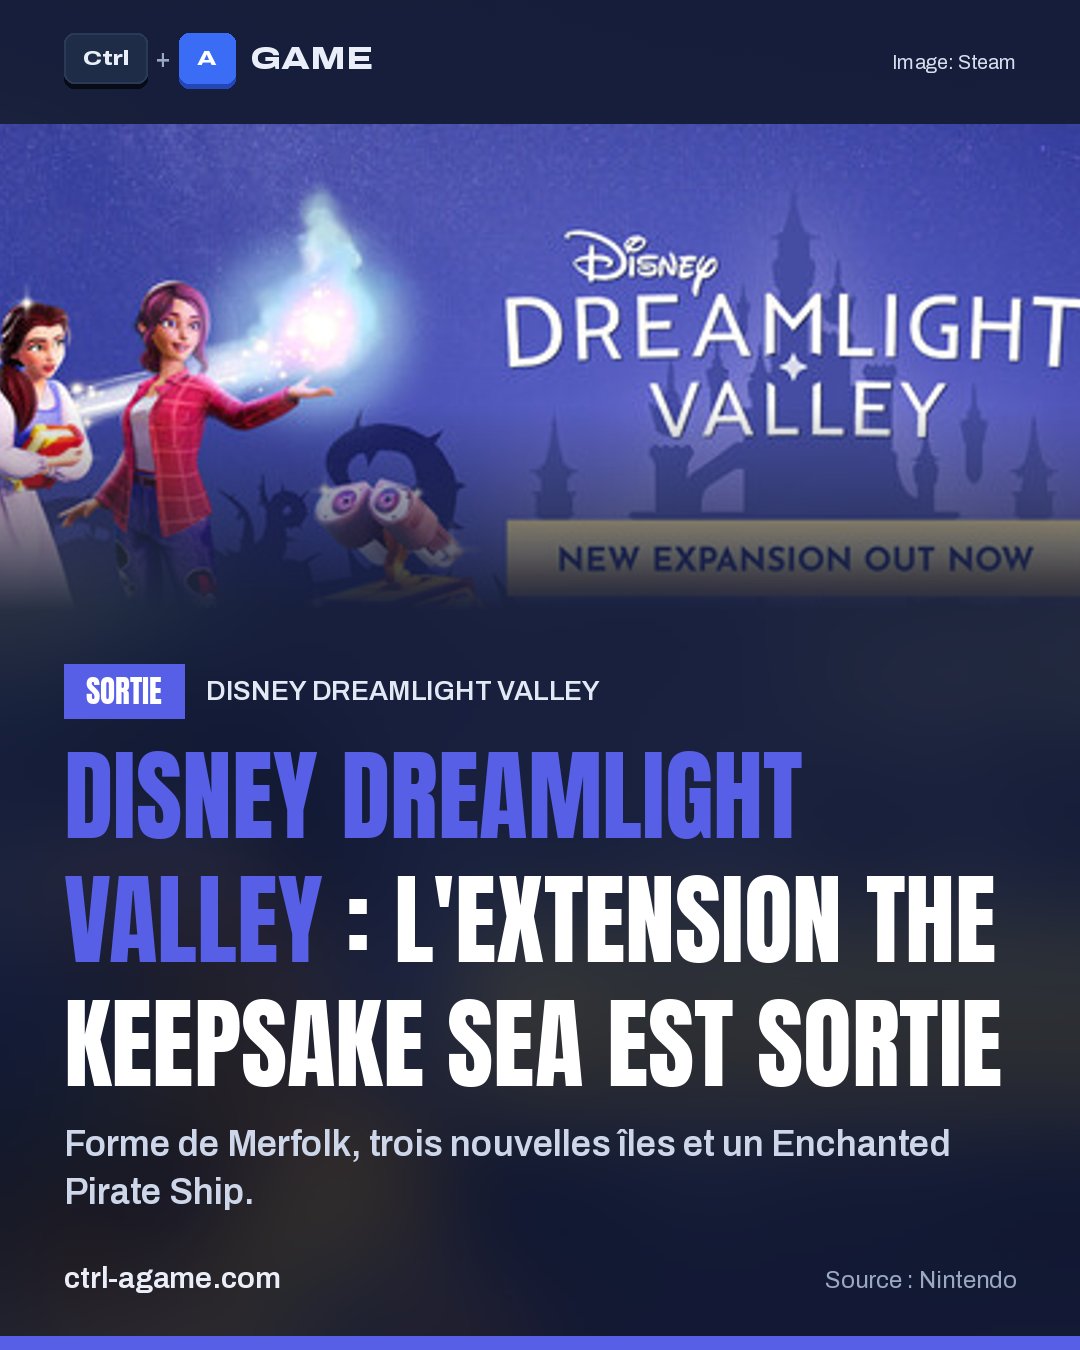 Ctrl + A GAME
Image: Steam
Disney
DREAMLIGHT
VALLEY
NEW EXPANSION OUT NOW
SORTIE DISNEY DREAMLIGHT VALLEY
DISNEY DREAMLIGHT
VALLEY : L'EXTENSION THE
KEEPSAKE SEA EST SORTIE
Forme de Merfolk, trois nouvelles îles et un Enchanted
Pirate Ship.
ctrl-agame.com
Source : Nintendo